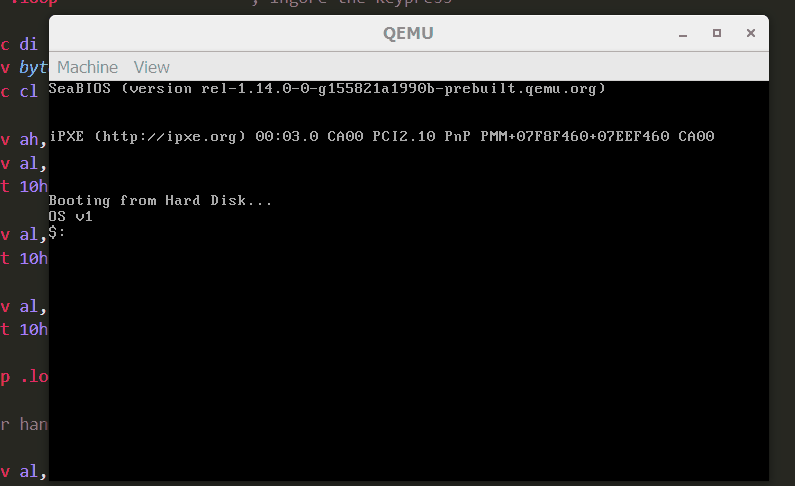 .loop ; ingore the keypress
QEMU
c di
v byt
Machine View
c cl
SeaBIOS (version rel-1.14.0-0-g155821a1990b-prebuilt.qemu.org)
v ah,
iPXE (http://ipxe.org) 00:03.0 CA00 PCI2.10 PnP PMM+07F8F460+07EEF460 CA00
v al,
t 10h
Booting from Hard Disk...
OS v1
$:
v al,
t 10h
v al,
t 10h
p .lo
r han
v al,